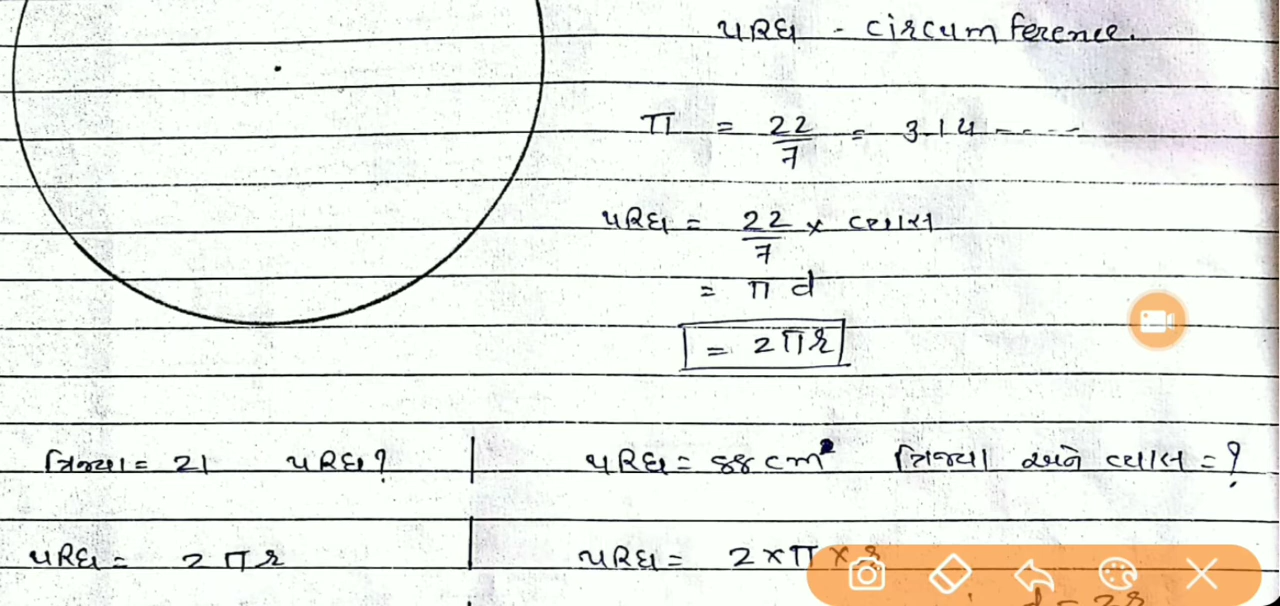 પરિઘ - circumference.
π = 22/7 = 3.14 ----
પરિઘ = 22/7 × વ્યાસ
= π d
= 2πr
ત્રિજ્યા = 21 પરિઘ?
પરિઘ = 88 cm² ત્રિજ્યા અને વ્યાસ = ?
પરિઘ = 2πr
પરિઘ = 2×π×r
d = 2r